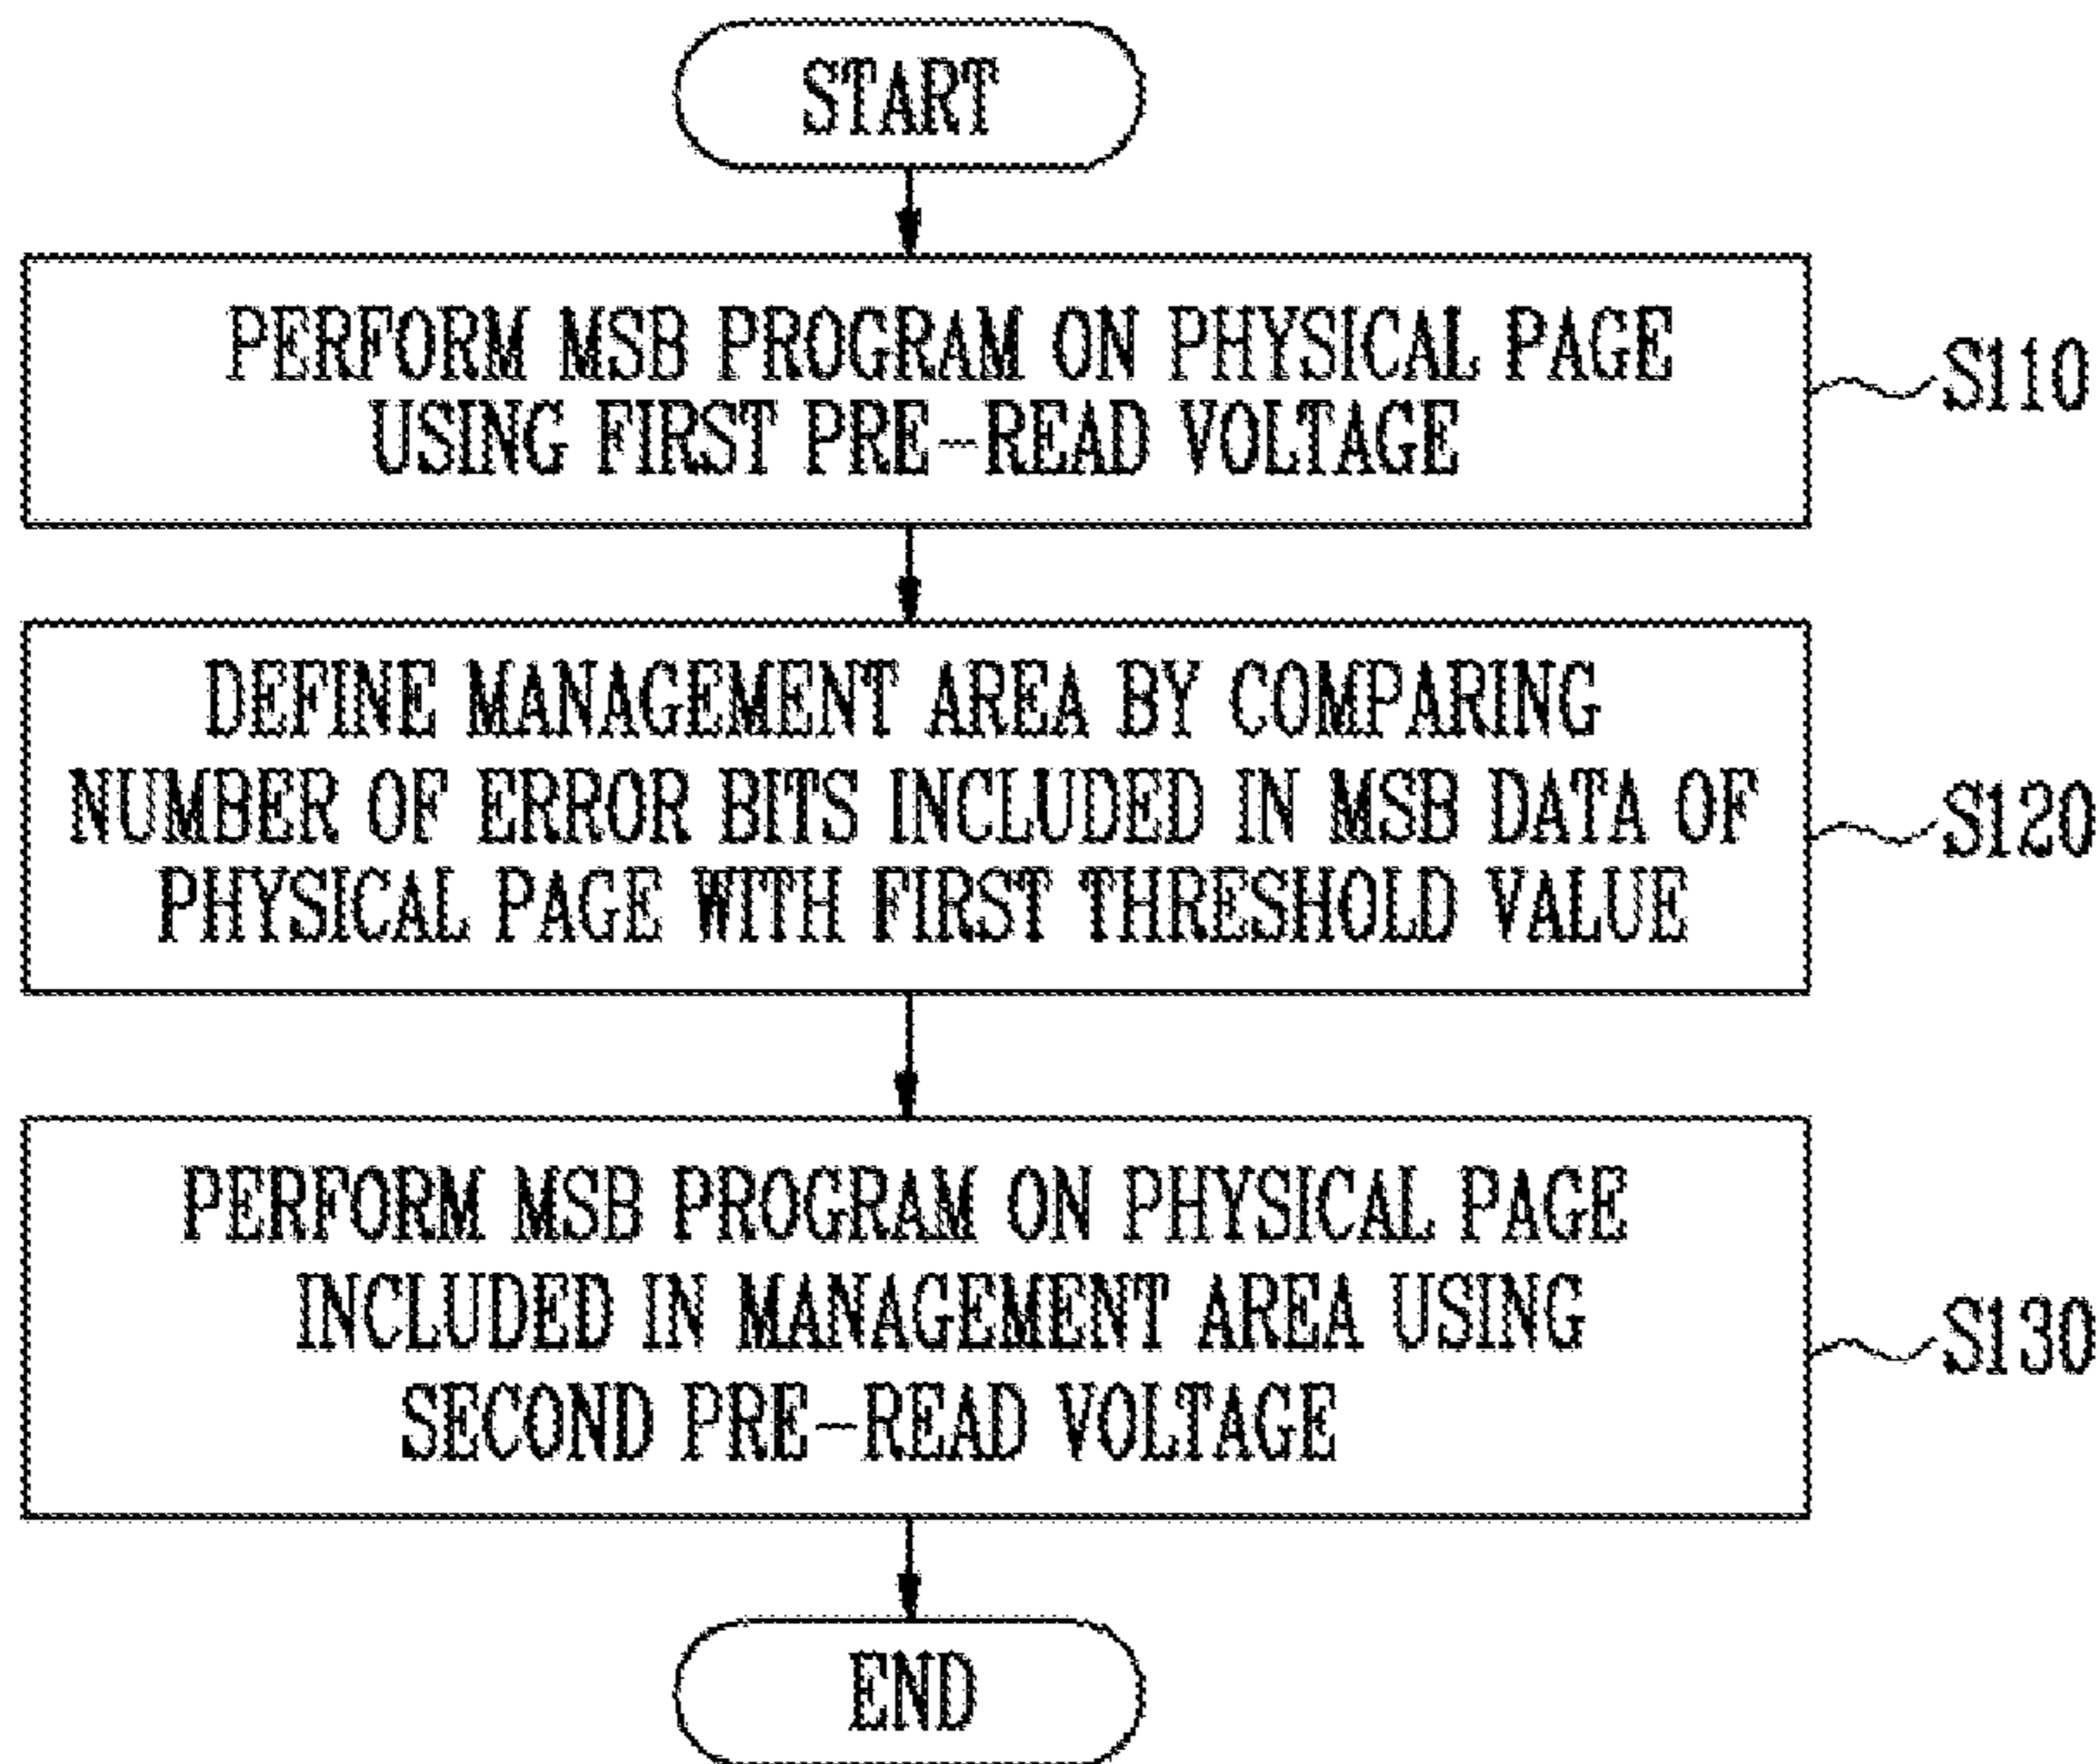 START
PERFORM MSB PROGRAM ON PHYSICAL PAGE
USING FIRST PRE-READ VOLTAGE
S110
DEFINE MANAGEMENT AREA BY COMPARING
NUMBER OF ERROR BITS INCLUDED IN MSB DATA OF
PHYSICAL PAGE WITH FIRST THRESHOLD VALUE
S120
PERFORM MSB PROGRAM ON PHYSICAL PAGE
INCLUDED IN MANAGEMENT AREA USING
SECOND PRE-READ VOLTAGE
S130
END